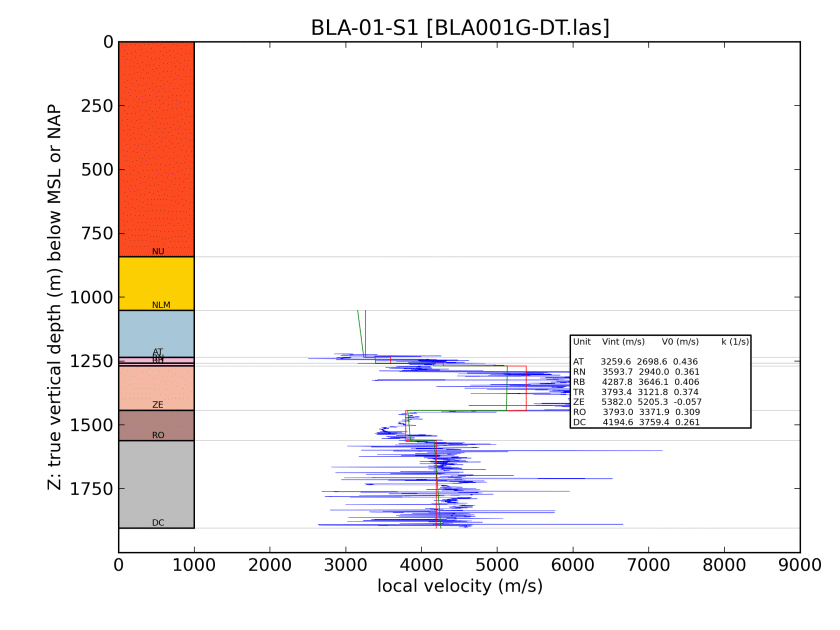 BLA-01-S1 [BLA001G-DT.las]
Z: true vertical depth (m) below MSL or NAP
0
250
500
750
1000
1250
1500
1750
NU
NLM
AT
ZE
RO
DC
Unit Vint (m/s) V0 (m/s) k (1/s)
AT 3259.6 2698.6 0.436
RN 3593.7 2940.0 0.361
RB 4287.8 3646.1 0.406
TR 3793.4 3121.8 0.374
ZE 5382.0 5205.3 -0.057
RO 3793.0 3371.9 0.309
DC 4194.6 3759.4 0.261
0 1000 2000 3000 4000 5000 6000 7000 8000 9000
local velocity (m/s)